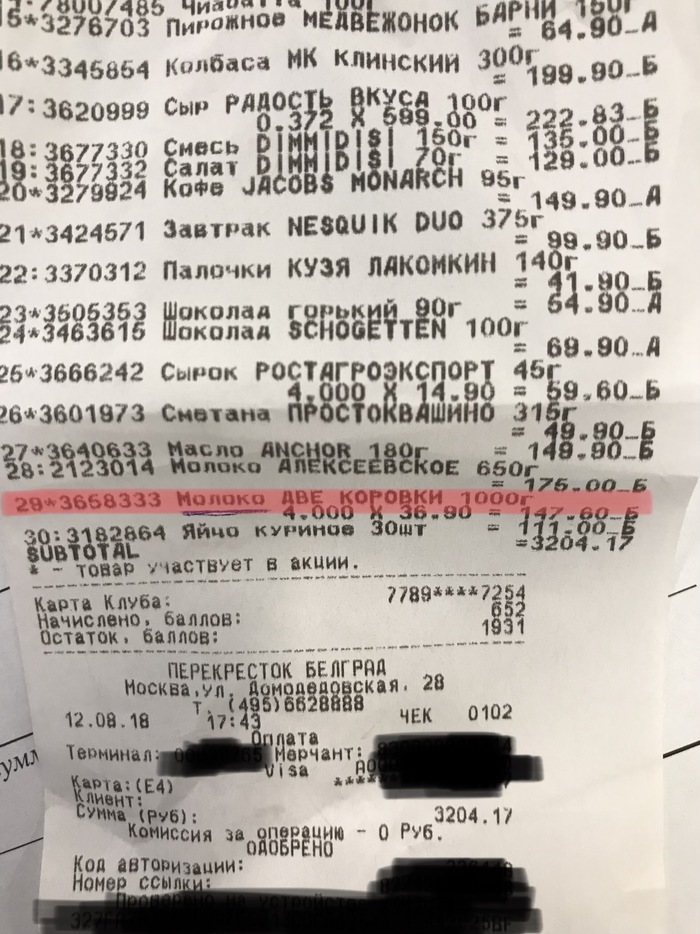 15*3276703 Пирожное МЕДВЕЖОНОК БАРНИ 150г
= 64.90_А
16*3345854 Колбаса МК КЛИНСКИЙ 300г
= 199.90_Б
17:3620999 Сыр РАДОСТЬ ВКУСА 100г
0.372 X 599.00 = 222.83_Б
18:3677330 Смесь DIMMIDISI 150г = 135.00_Б
19:3677332 Салат DIMMIDISI 70г = 129.00_Б
20*3279924 Кофе JACOBS MONARCH 95г
= 149.90_А
21*3424571 Завтрак NESQUIK DUO 375г
= 99.90_Б
22:3370312 Палочки КУЗЯ ЛАКОМКИН 140г
= 41.90_Б
23*3505353 Шоколад горький 90г = 54.90_А
24*3463615 Шоколад SCHOGETTEN 100г
= 69.90_А
25*3666242 Сырок РОСТАГРОЭКСПОРТ 45г
4.000 X 14.90 = 59.60_Б
26*3601973 Сметана ПРОСТОКВАШИНО 315г
= 49.90_Б
27*3640633 Масло ANCHOR 180г = 149.90_Б
28:2123014 Молоко АЛЕКСЕЕВСКОЕ 650г
= 175.00_Б
29*3658333 Молоко ДВЕ КОРОВКИ 1000г
4.000 X 36.90 = 147.60_Б
30:3182864 Яйцо куриное 30шт = 111.00_Б
SUBTOTAL =3204.17
* - товар участвует в акции.
Карта Клуба: 7789****7254
Начислено, баллов: 652
Остаток, баллов: 1931
ПЕРЕКРЕСТОК БЕЛГРАД
Москва,ул. Домодедовская, 28
Т. (495)6628888
12.08.18 17:43 ЧЕК 0102
Оплата
Терминал: Мерчант:
Visa
Карта:(E4)
Клиент:
Сумма (Руб): 3204.17
Комиссия за операцию - 0 Руб.
ОДОБРЕНО
Код авторизации:
Номер ссылки: